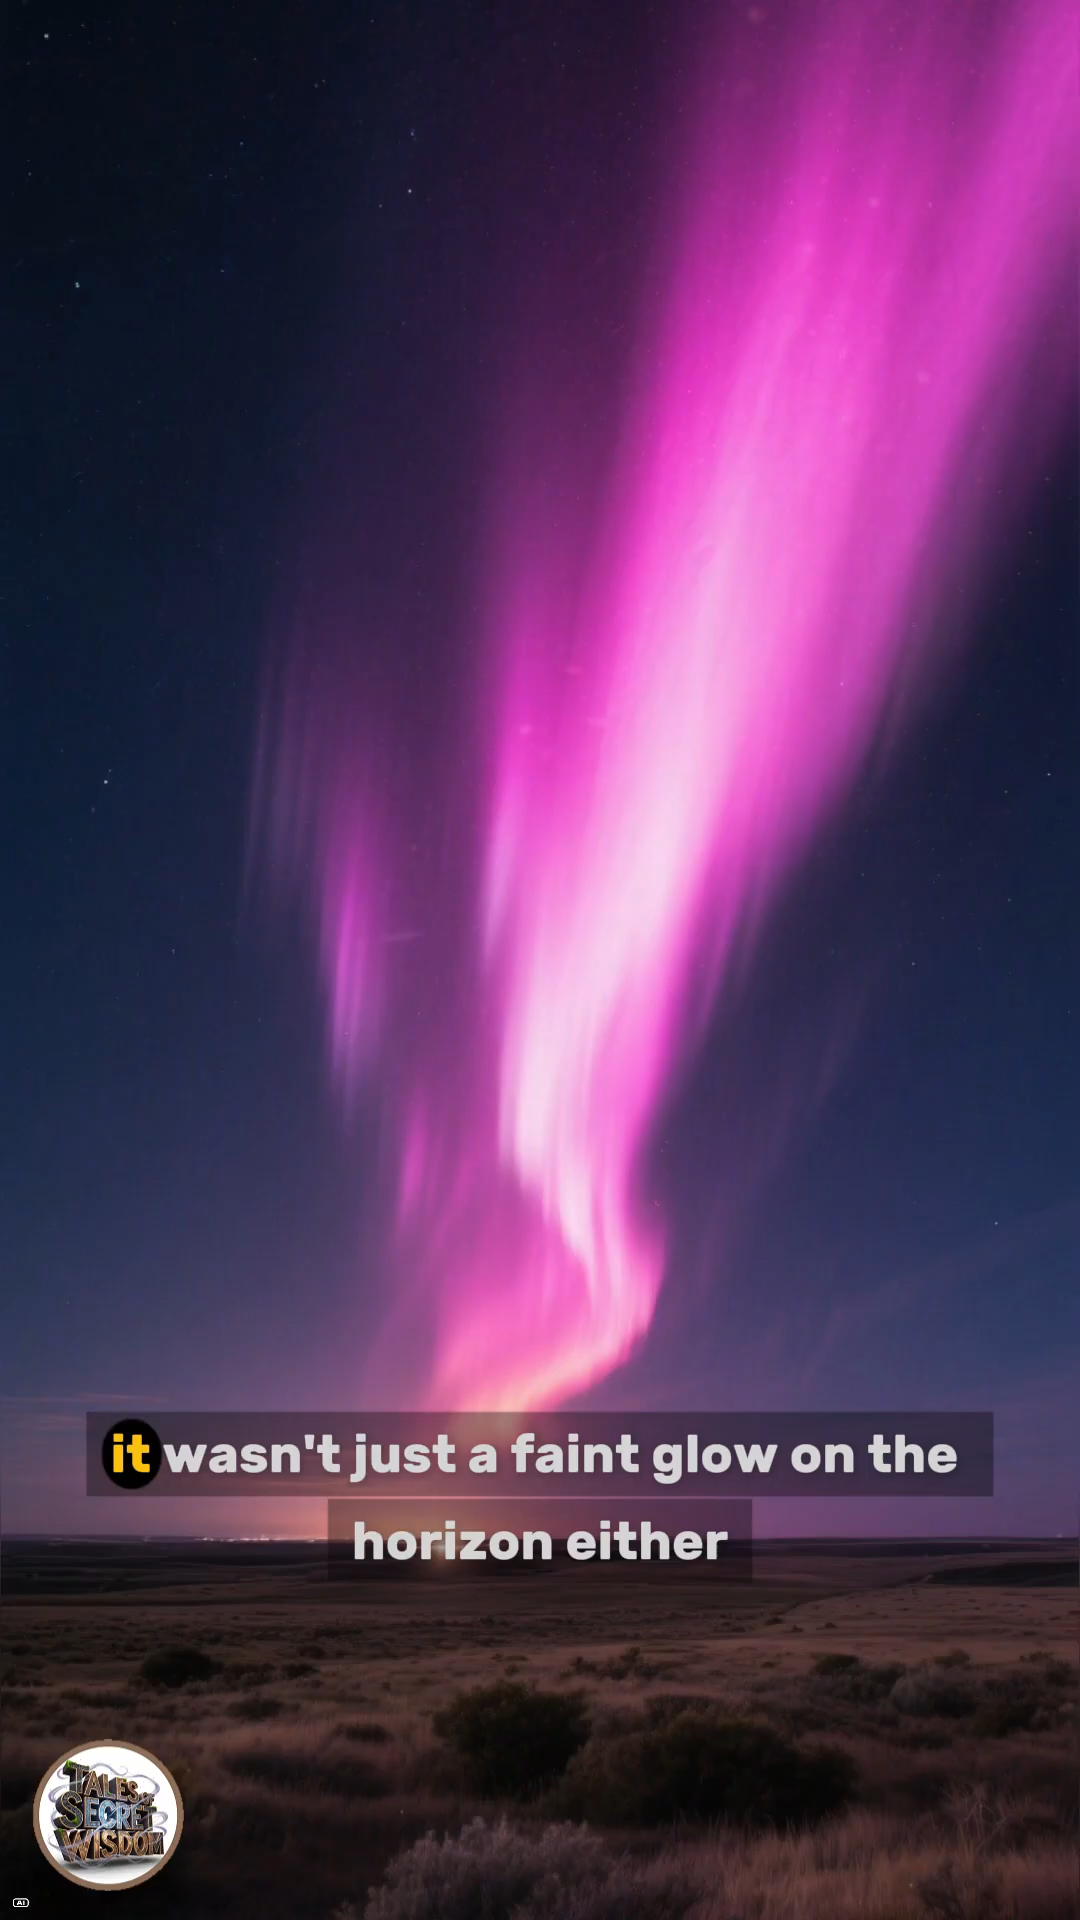 it wasn't just a faint glow on the
horizon either
TALES of
SECRET
WISDOM
AI